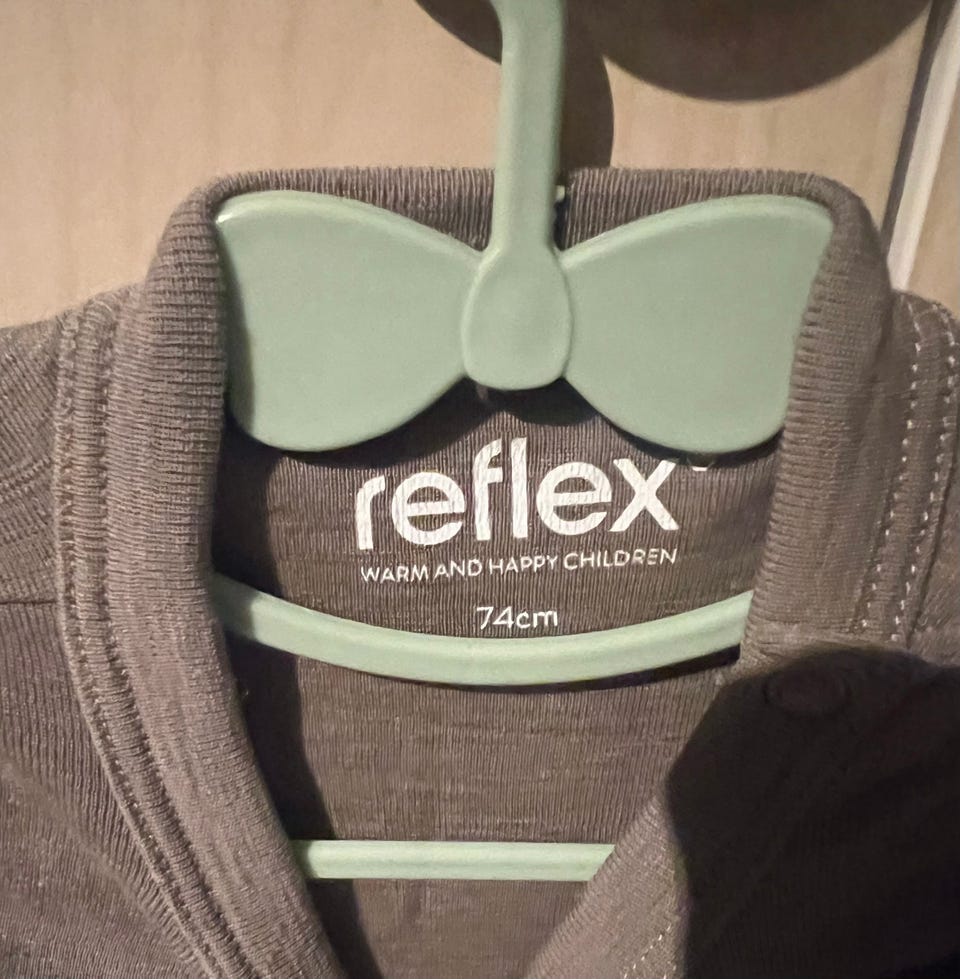 reflex
WARM AND HAPPY CHILDREN
74cm